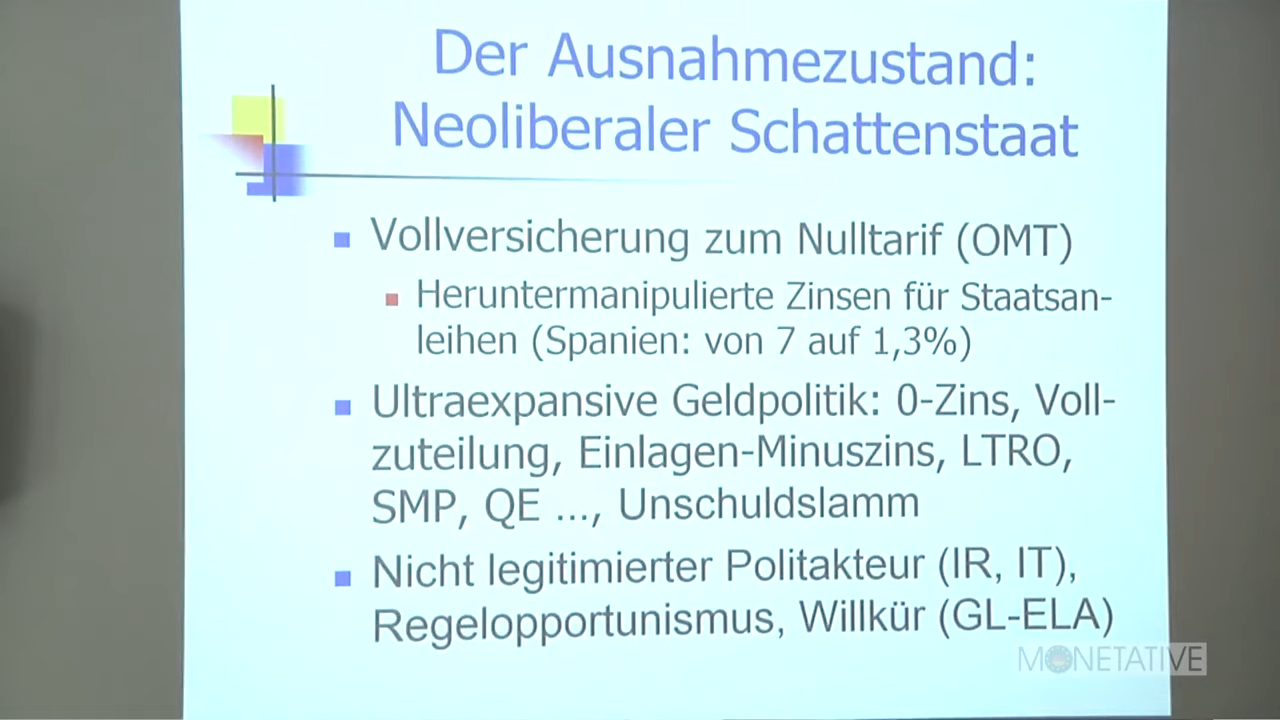 Der Ausnahmezustand:
Neoliberaler Schattenstaat
Vollversicherung zum Nulltarif (OMT)
Heruntermanipulierte Zinsen für Staatsan-
leihen (Spanien: von 7 auf 1,3%)
Ultraexpansive Geldpolitik: 0-Zins, Voll-
zuteilung, Einlagen-Minuszins, LTRO,
SMP, QE ..., Unschuldslamm
Nicht legitimierter Politakteur (IR, IT),
Regelopportunismus, Willkür (GL-ELA)
MONETATIVE